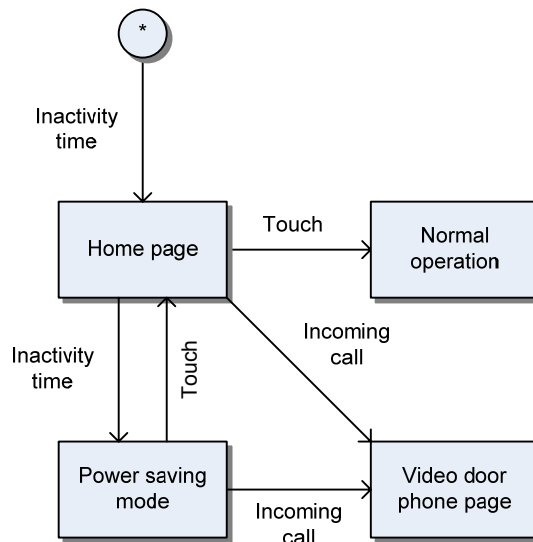 *
Inactivity
time
Home page
Touch
Normal
operation
Inactivity
time
Touch
Incoming
call
Power saving
mode
Incoming
call
Video door
phone page